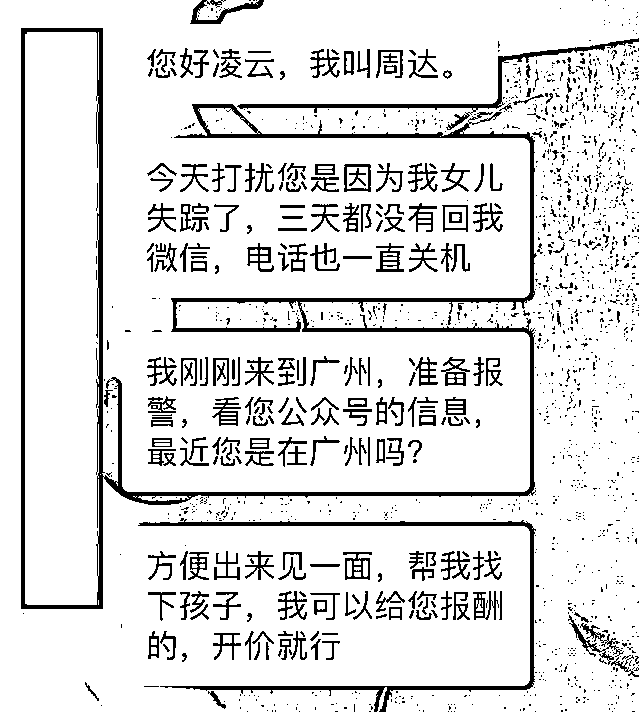 您好凌云，我叫周达。
今天打扰您是因为我女儿
失踪了，三天都没有回我
微信，电话也一直关机
我刚刚来到广州，准备报
警，看您公众号的信息，
最近您是在广州吗？
方便出来见一面，帮我找
下孩子，我可以给您报酬
的，开价就行